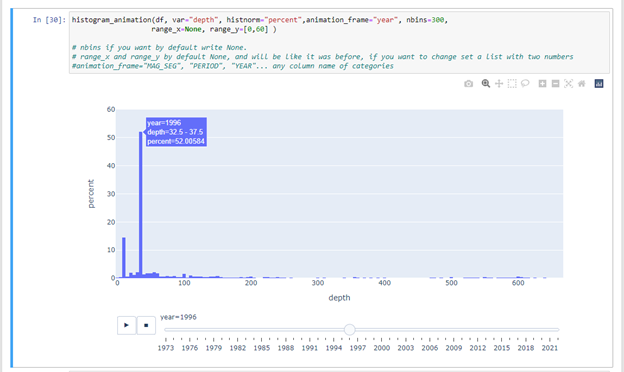 In [30]: histogram_animation(df, var="depth", histnorm="percent",animation_frame="year", nbins=300,
range_x=None, range_y=[0,60] )
# nbins if you want by default write None.
# range_x and range_y by default None, and will be like it was before, if you want to change set a list with two numbers
#animation_frame="MAG_SEG", "PERIOD", "YEAR"... any column name of categories
60
year=1996
depth=32.5 - 37.5
percent=52.00584
50
40
30
20
10
0
percent
0 100 200 300 400 500 600
depth
year=1996
1973 1976 1979 1982 1985 1988 1991 1994 1997 2000 2003 2006 2009 2012 2015 2018 2021